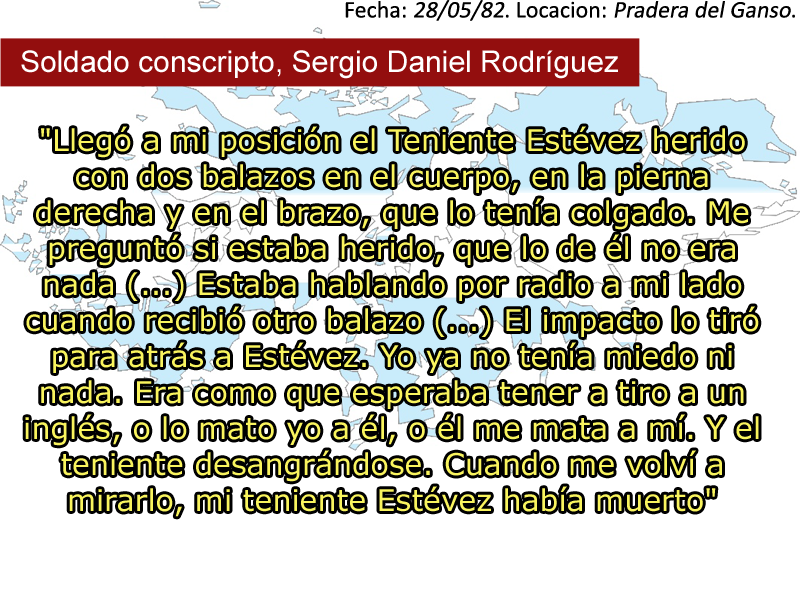 Fecha: 28/05/82. Locacion: Pradera del Ganso.
Soldado conscripto, Sergio Daniel Rodríguez
"Llegó a mi posición el Teniente Estévez herido
con dos balazos en el cuerpo, en la pierna
derecha y en el brazo, que lo tenía colgado. Me
preguntó si estaba herido, que lo de él no era
nada (...) Estaba hablando por radio a mi lado
cuando recibió otro balazo (...) El impacto lo tiró
para atrás a Estévez. Yo ya no tenía miedo ni
nada. Era como que esperaba tener a tiro a un
inglés, o lo mato yo a él, o él me mata a mí. Y el
teniente desangrándose. Cuando me volví a
mirarlo, mi teniente Estévez había muerto"